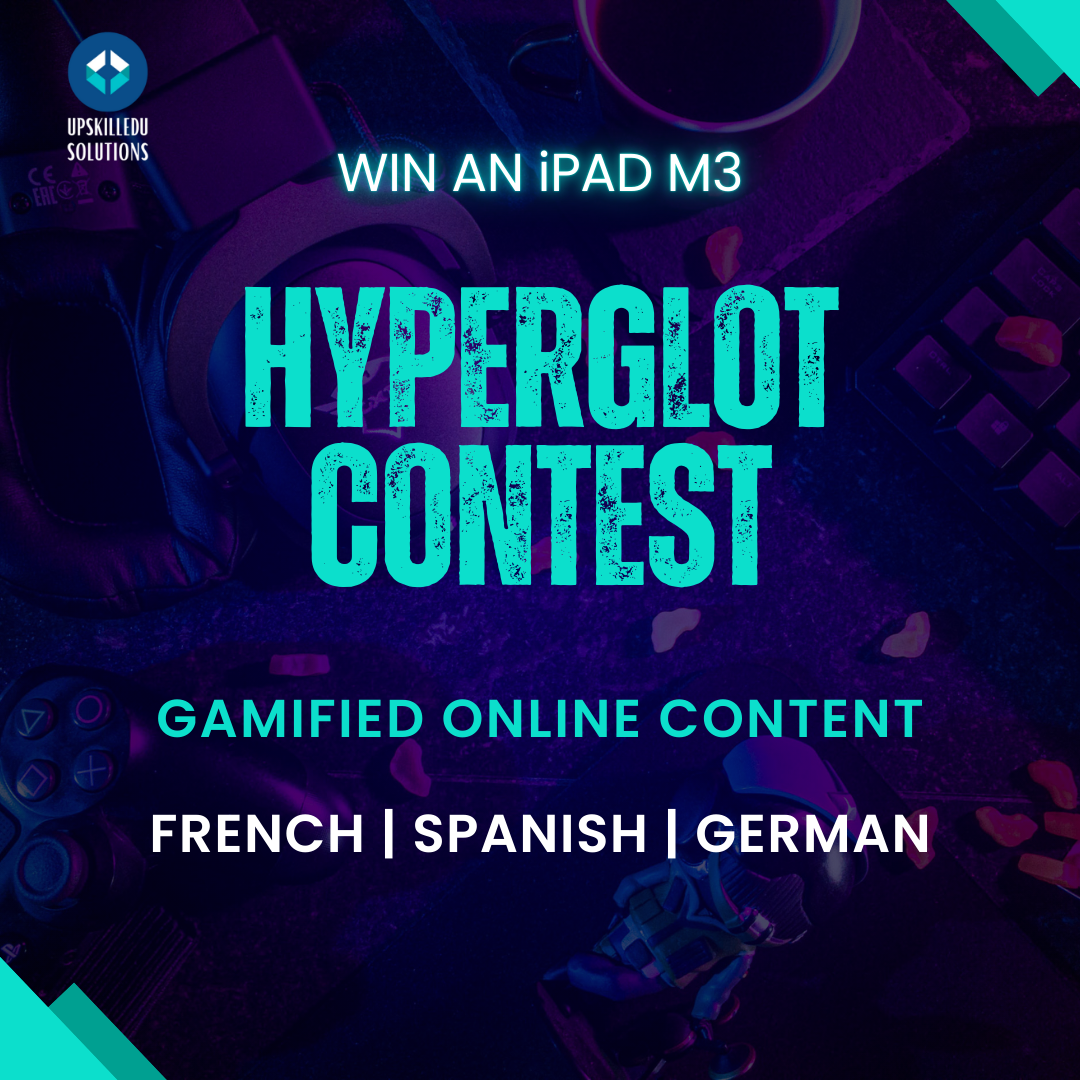 UPSKILLEDU
SOLUTIONS
WIN AN iPAD M3
HYPERGLOT
CONTEST
GAMIFIED ONLINE CONTENT
FRENCH | SPANISH | GERMAN